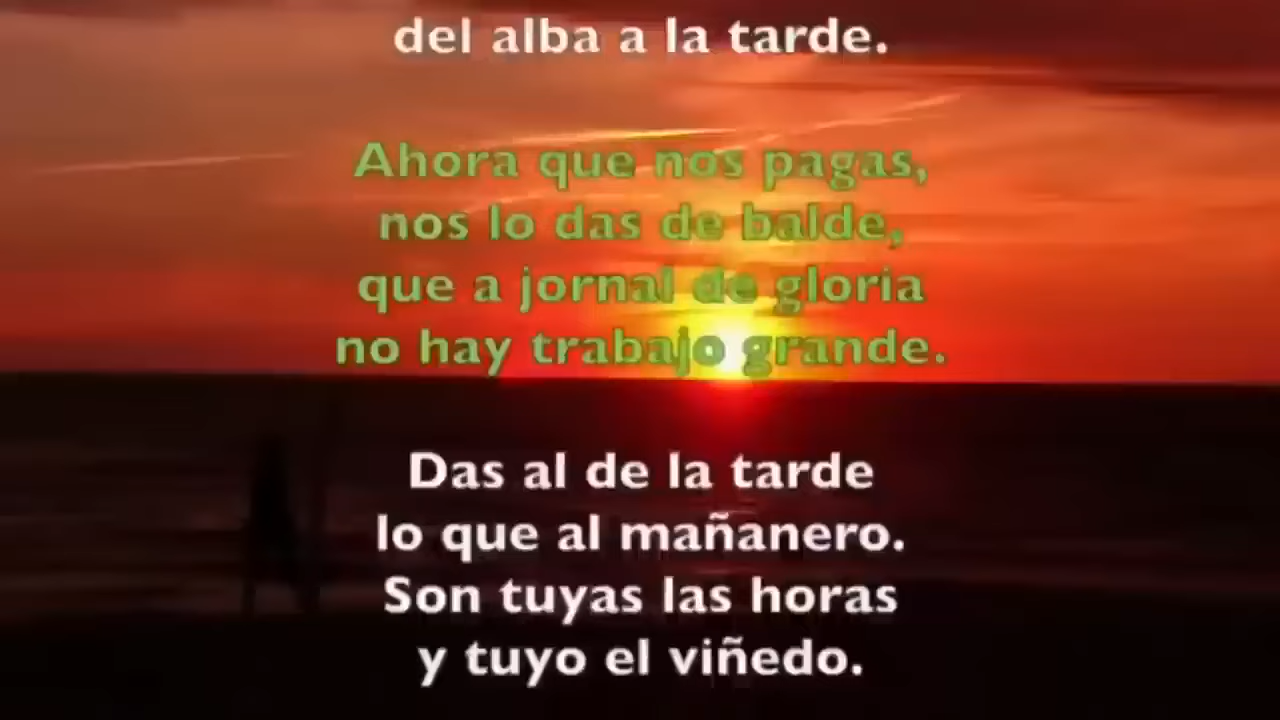 del alba a la tarde.
Ahora que nos pagas,
nos lo das de balde,
que a jornal de gloria
no hay trabajo grande.
Das al de la tarde
lo que al mañanero.
Son tuyas las horas
y tuyo el viñedo.